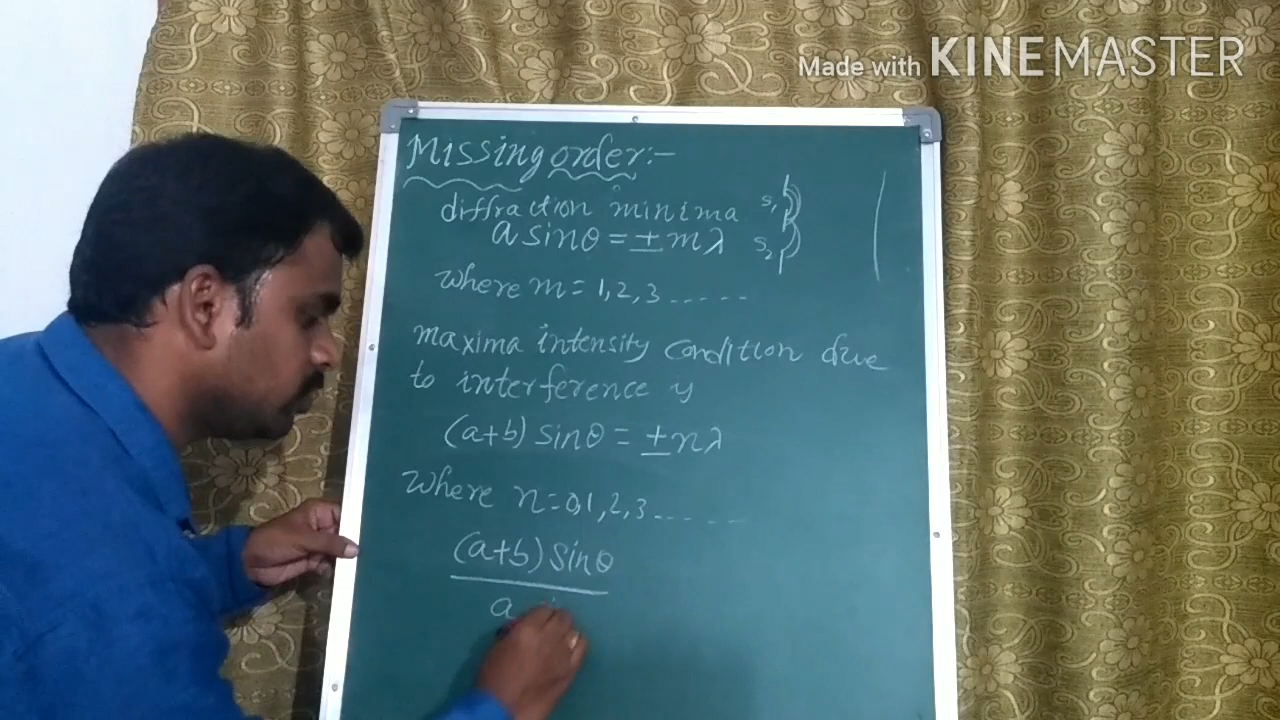 Made with KINEMASTER
Missing order:-
diffraction minima
a sinθ = ±mλ
S1
S2
where m = 1,2,3 .....
maxima intensity condition due
to interference is
(a+b) sinθ = ±nλ
where n=0,1,2,3 .....
(a+b) sinθ
a